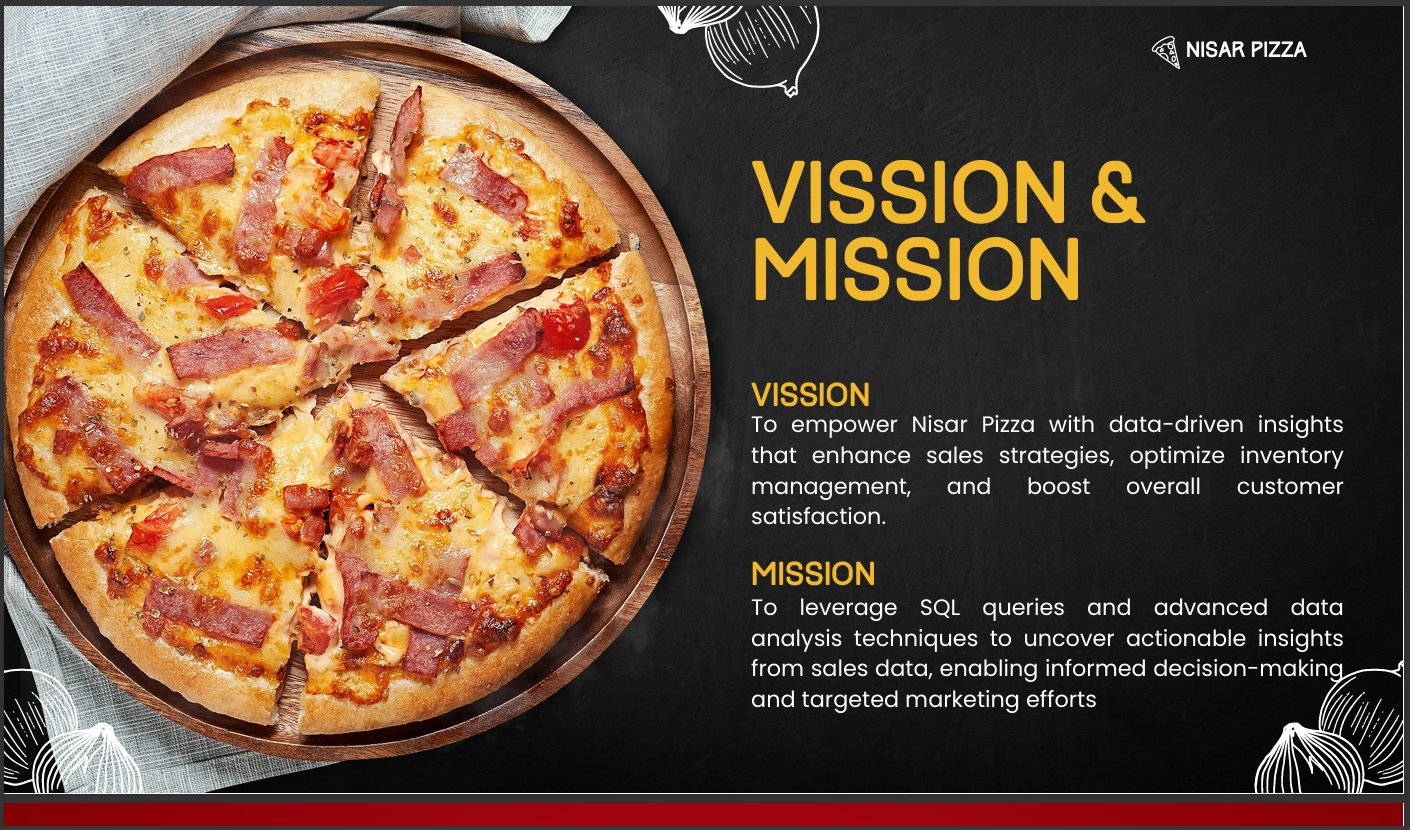 NISAR PIZZA
VISSION &
MISSION
VISSION
To empower Nisar Pizza with data-driven insights
that enhance sales strategies, optimize inventory
management, and boost overall customer
satisfaction.
MISSION
To leverage SQL queries and advanced data
analysis techniques to uncover actionable insights
from sales data, enabling informed decision-making
and targeted marketing efforts